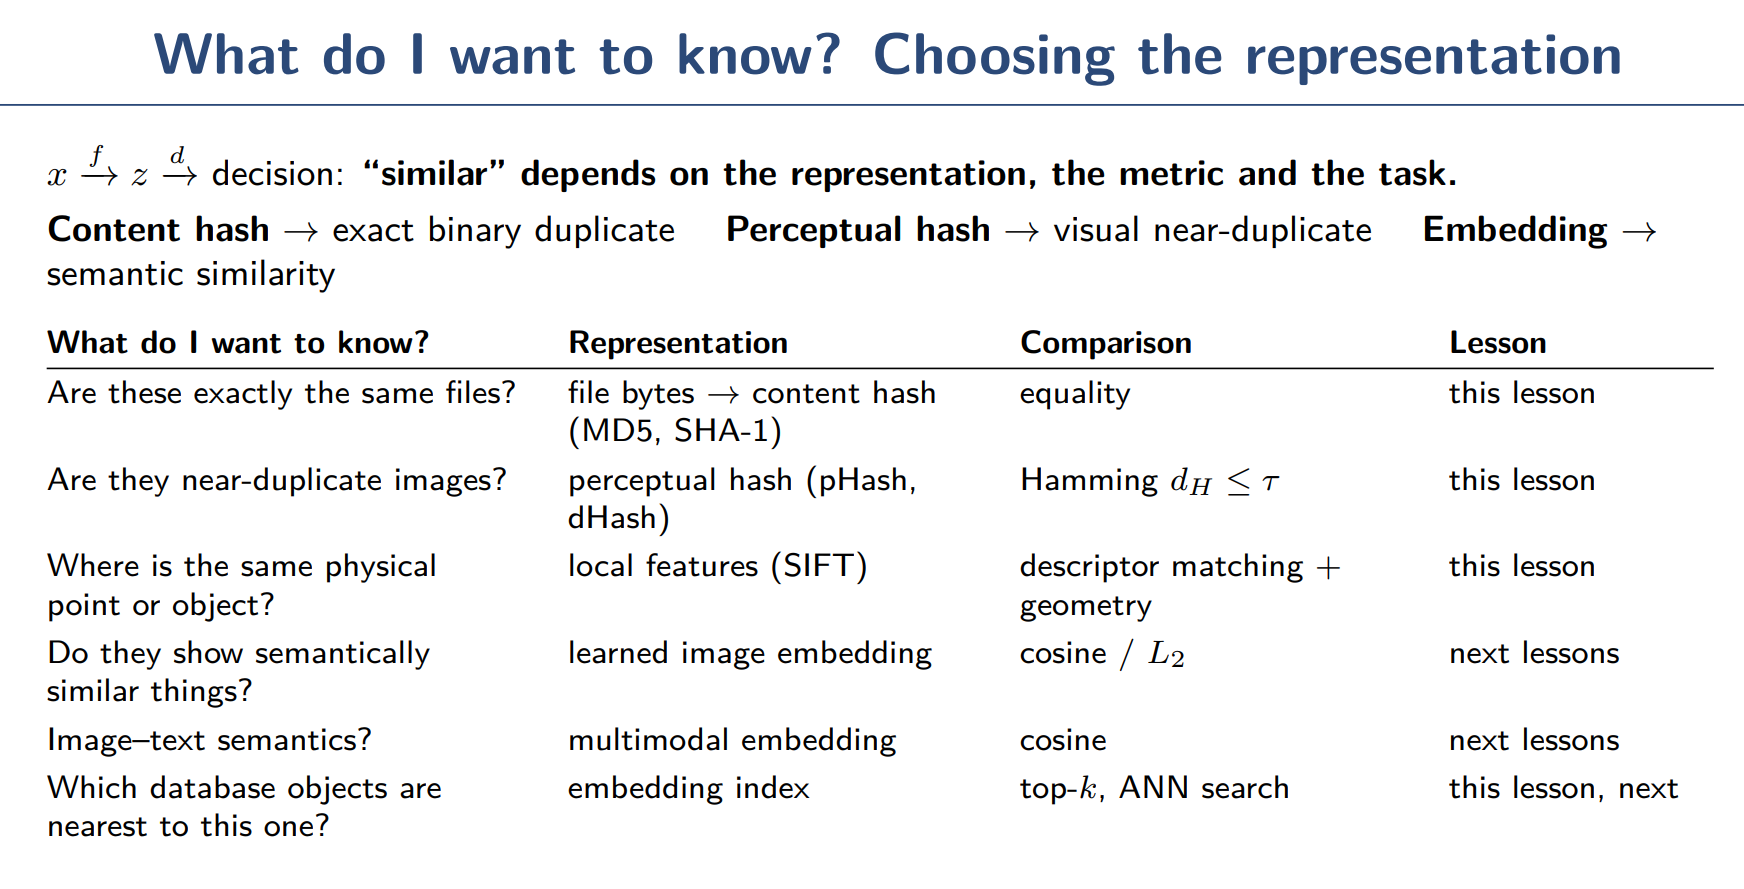 What do I want to know? Choosing the representation
x f→ z d→ decision: “similar” depends on the representation, the metric and the task.
Content hash → exact binary duplicate Perceptual hash → visual near-duplicate Embedding →
semantic similarity
What do I want to know? Representation Comparison Lesson
Are these exactly the same files? file bytes → content hash equality this lesson
(MD5, SHA-1)
Are they near-duplicate images? perceptual hash (pHash, Hamming d_H ≤ τ this lesson
dHash)
Where is the same physical local features (SIFT) descriptor matching + this lesson
point or object? geometry
Do they show semantically learned image embedding cosine / L_2 next lessons
similar things?
Image–text semantics? multimodal embedding cosine next lessons
Which database objects are embedding index top-k, ANN search this lesson, next
nearest to this one?